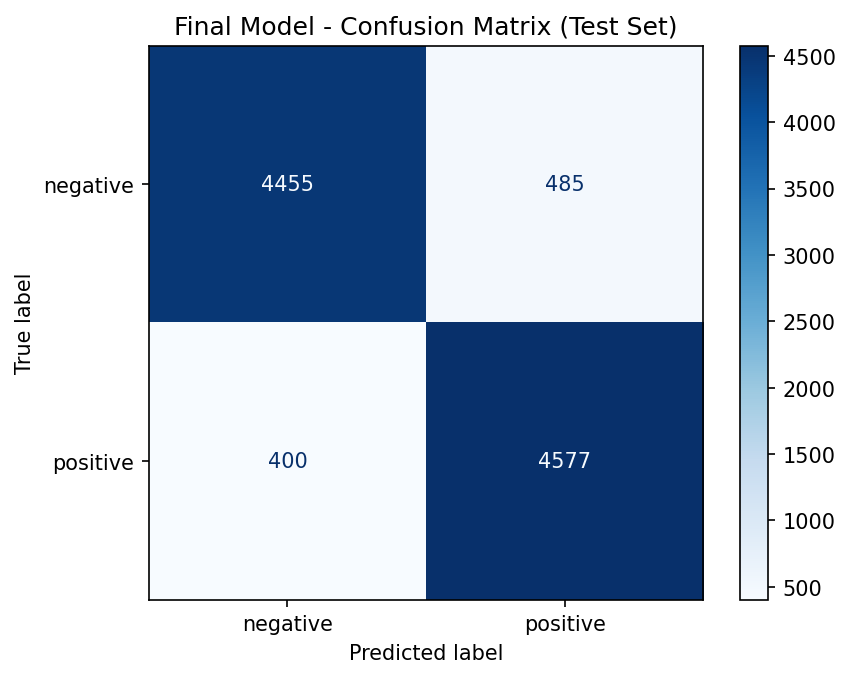 Final Model - Confusion Matrix (Test Set)
True label
negative
positive
4455
485
400
4577
negative
positive
Predicted label
4500
4000
3500
3000
2500
2000
1500
1000
500